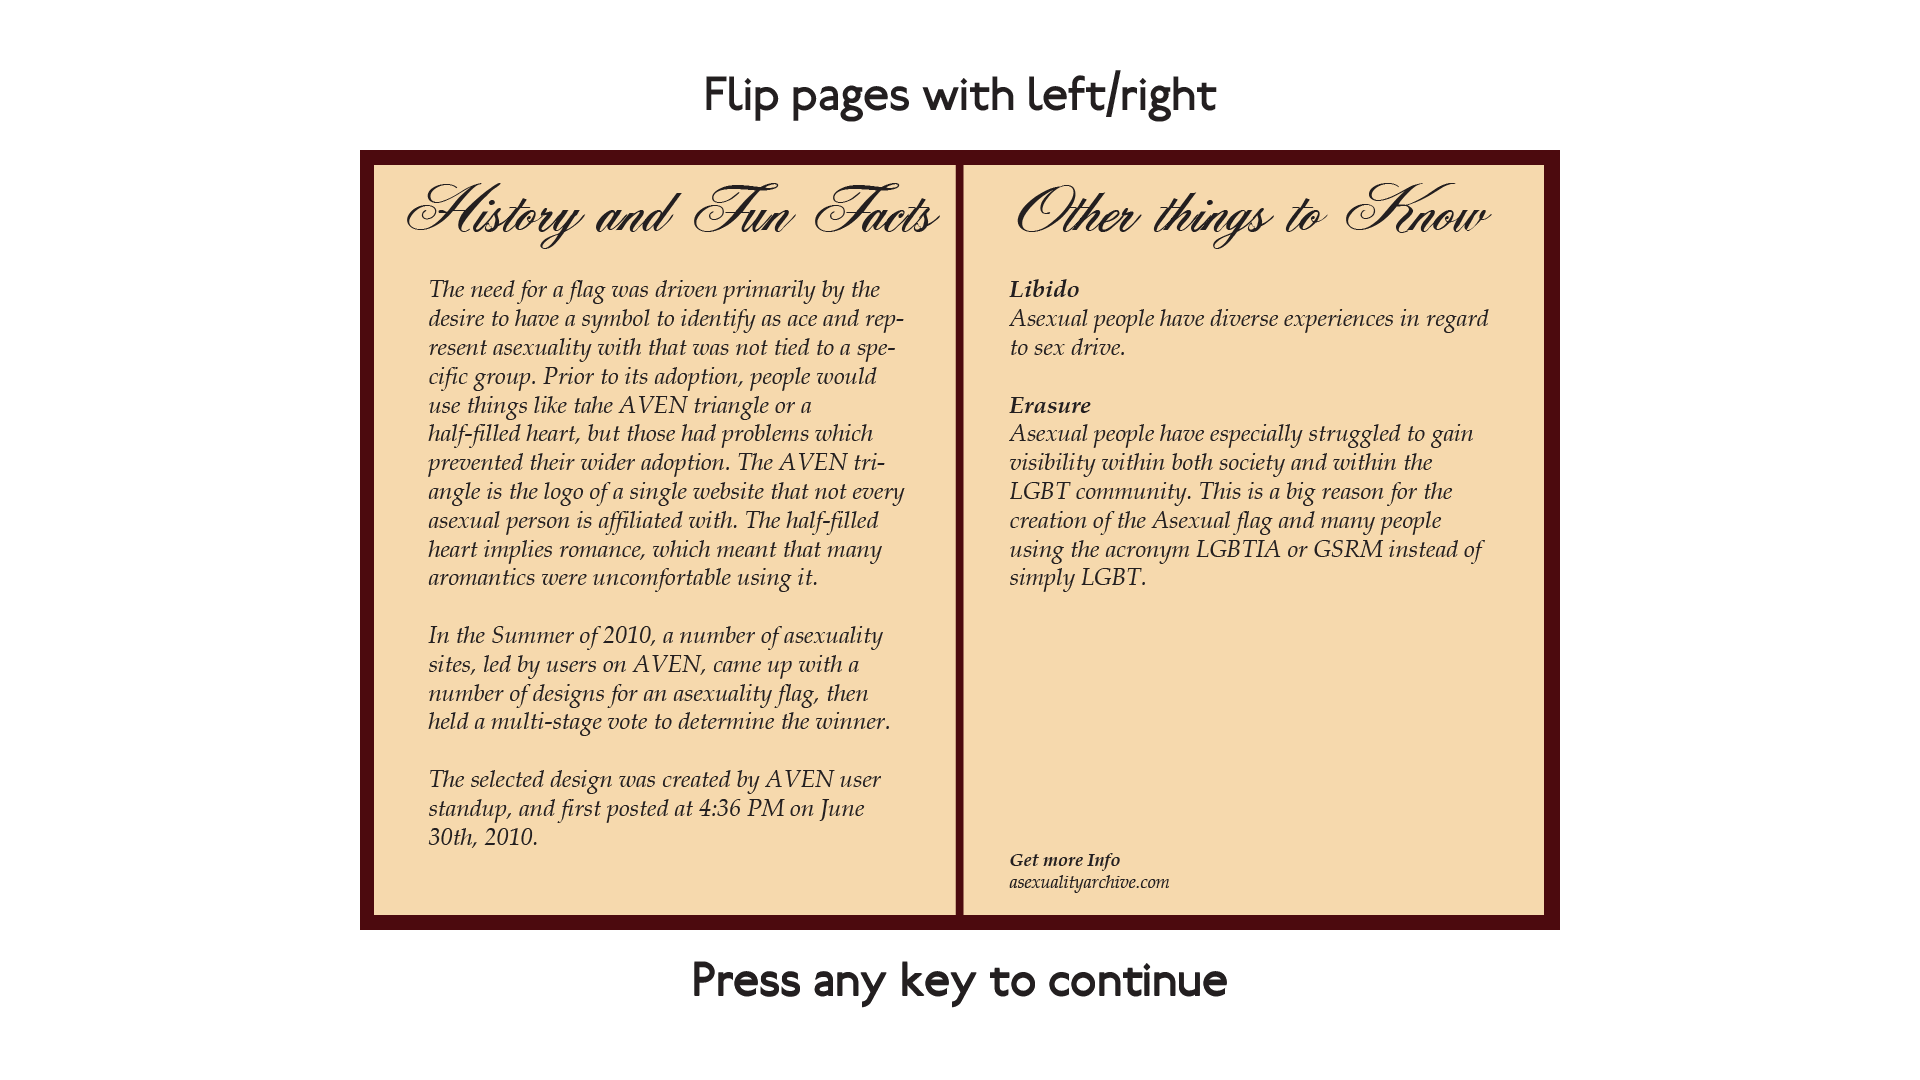 Flip pages with left/right
History and Fun Facts
The need for a flag was driven primarily by the
desire to have a symbol to identify as ace and rep-
resent asexuality with that was not tied to a spe-
cific group. Prior to its adoption, people would
use things like tahe AVEN triangle or a
half-filled heart, but those had problems which
prevented their wider adoption. The AVEN tri-
angle is the logo of a single website that not every
asexual person is affiliated with. The half-filled
heart implies romance, which meant that many
aromantics were uncomfortable using it.
In the Summer of 2010, a number of asexuality
sites, led by users on AVEN, came up with a
number of designs for an asexuality flag, then
held a multi-stage vote to determine the winner.
The selected design was created by AVEN user
standup, and first posted at 4:36 PM on June
30th, 2010.
Other things to Know
Libido
Asexual people have diverse experiences in regard
to sex drive.
Erasure
Asexual people have especially struggled to gain
visibility within both society and within the
LGBT community. This is a big reason for the
creation of the Asexual flag and many people
using the acronym LGBTIA or GSRM instead of
simply LGBT.
Get more Info
asexualityarchive.com
Press any key to continue